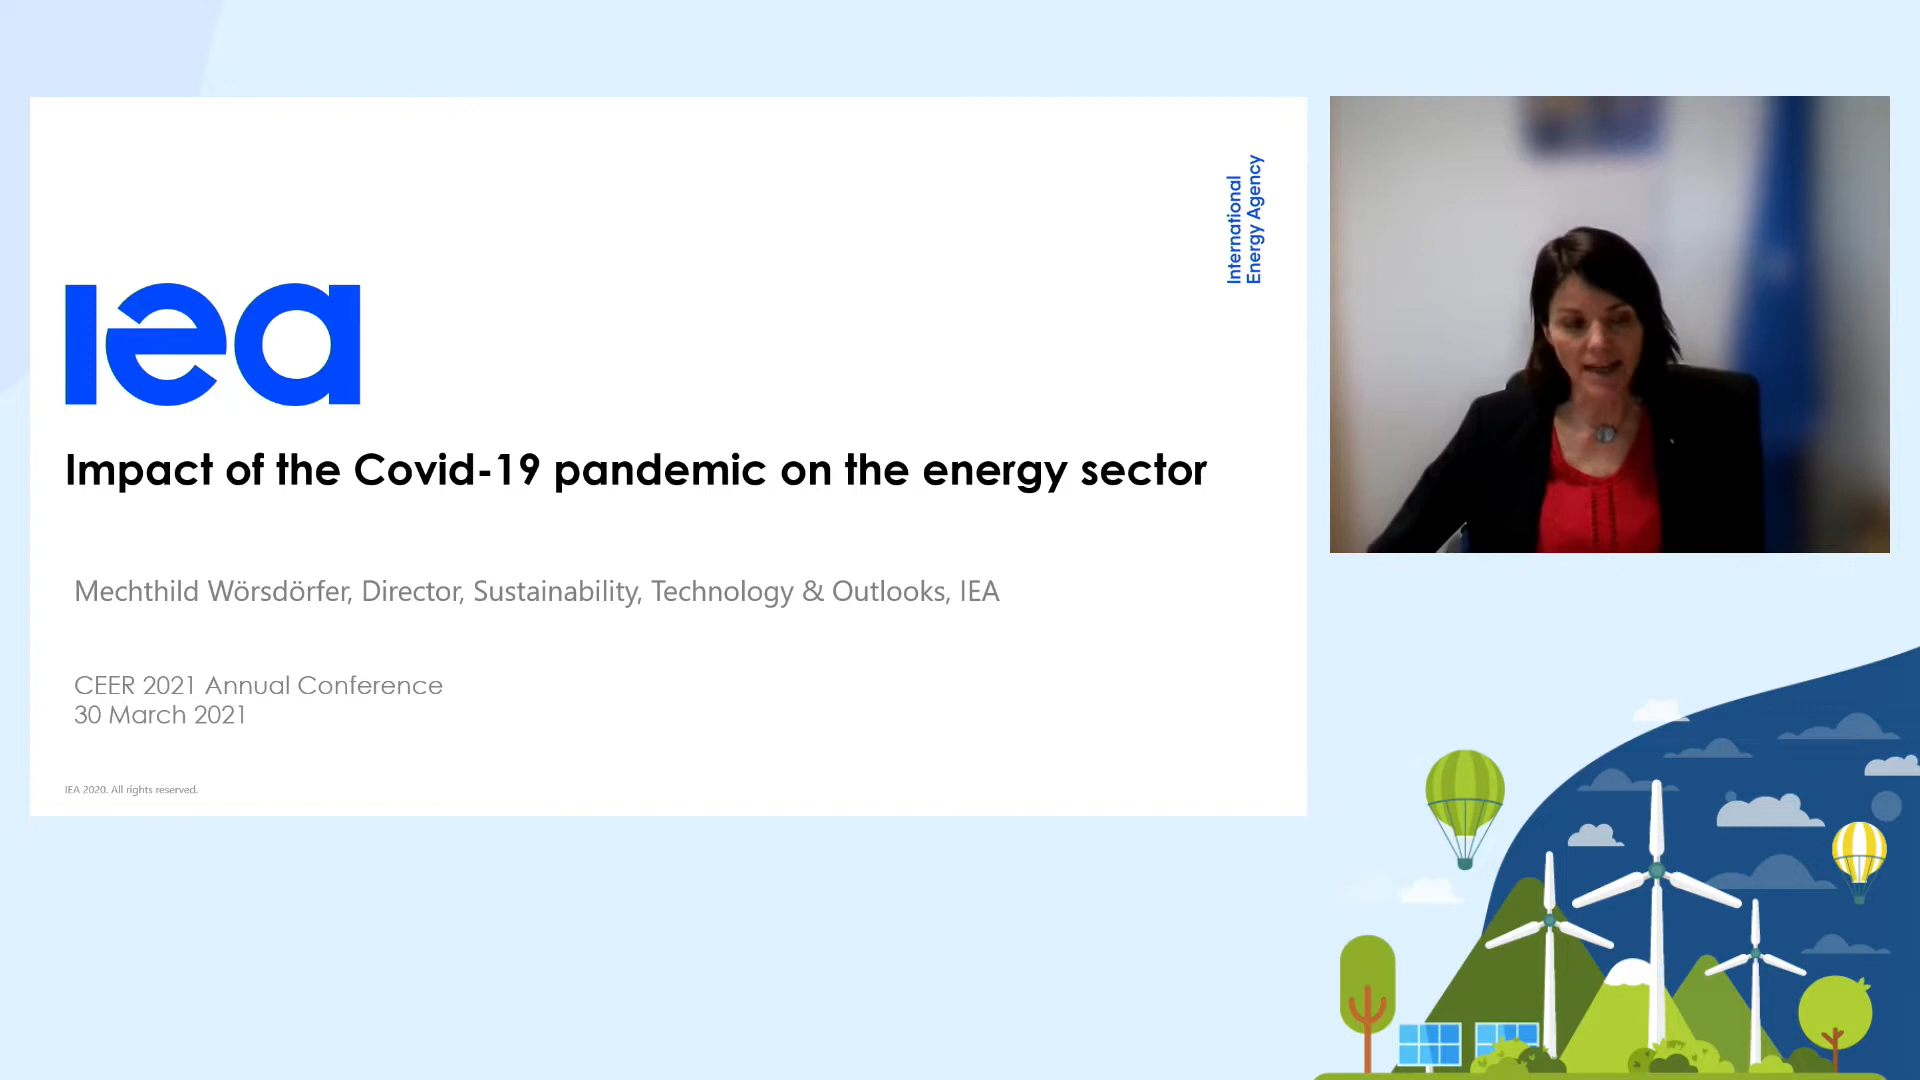 International
Energy Agency
iea
Impact of the Covid-19 pandemic on the energy sector
Mechthild Wörsdörfer, Director, Sustainability, Technology & Outlooks, IEA
CEER 2021 Annual Conference
30 March 2021
IEA 2020. All rights reserved.